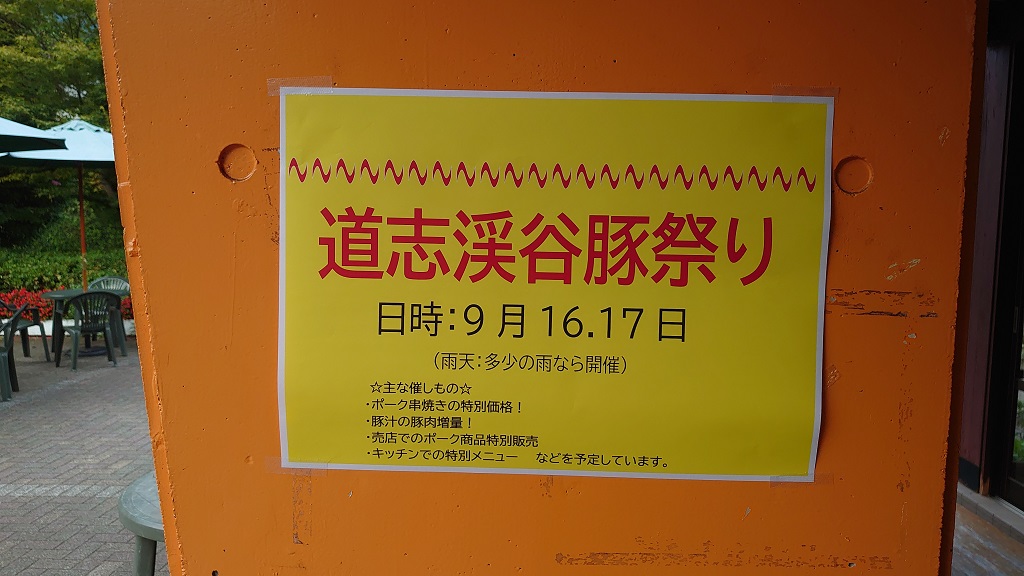 道志渓谷豚祭り
日時：９月 16.17 日
（雨天：多少の雨なら開催）
☆主な催しもの☆
・ポーク串焼きの特別価格！
・豚汁の豚肉増量！
・売店でのポーク商品特別販売
・キッチンでの特別メニュー　などを予定しています。